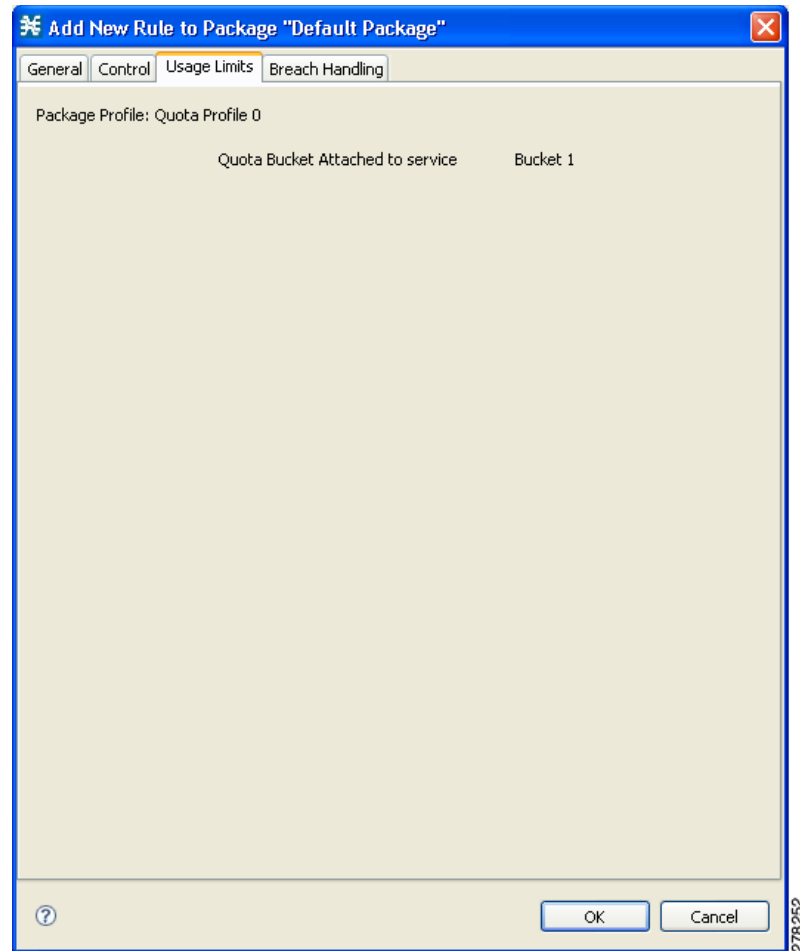 Add New Rule to Package "Default Package"
General Control Usage Limits Breach Handling
Package Profile: Quota Profile 0
Quota Bucket Attached to service Bucket 1
? OK Cancel
278252